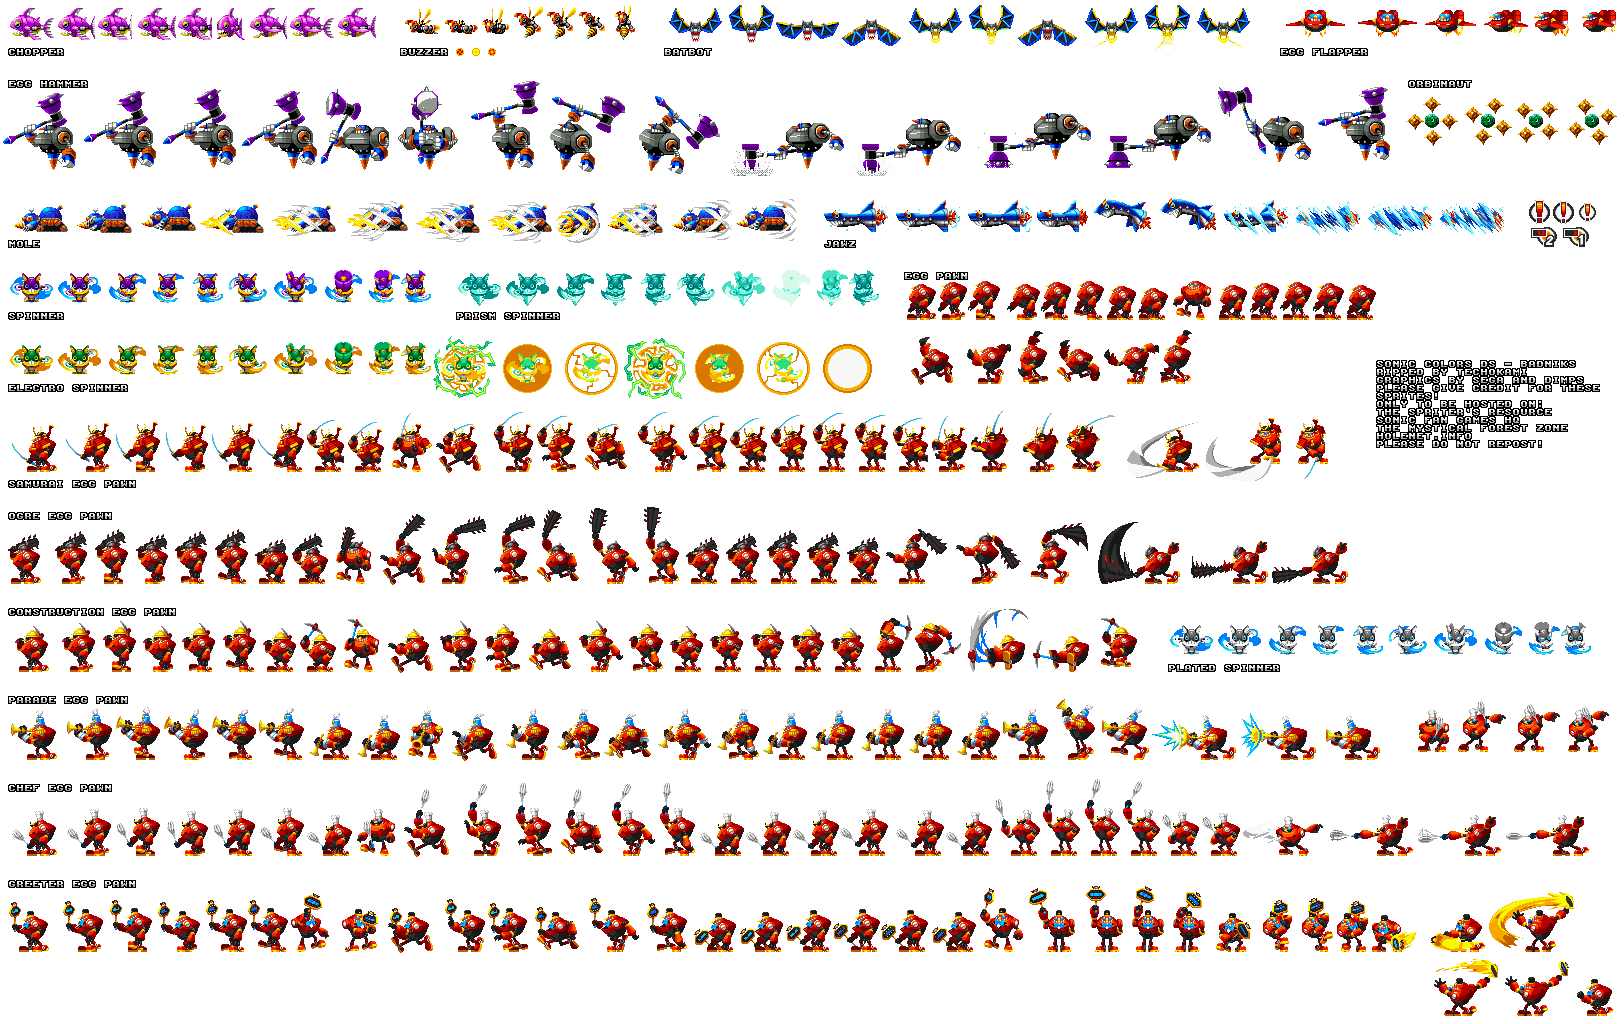 CHOPPER
BUZZER
BATBOT
EGG FLAPPER
EGG HAMMER
ORBINAUT
MOLE
JAWZ
2
1
SPINNER
PRISM SPINNER
EGG PAWN
ELECTRO SPINNER
SONIC COLORS DS - BADNIKS
RIPPED BY TECHOKAMI
GRAPHICS BY SEGA AND DIMPS
PLEASE GIVE CREDIT FOR THESE
SPRITES!
ONLY TO BE HOSTED ON:
THE SPRITER'S RESOURCE
SONIC FAN GAMES HQ
THE MYSTICAL FOREST ZONE
HOLENET.INFO
PLEASE DO NOT REPOST!
SAMURAI EGG PAWN
OGRE EGG PAWN
CONSTRUCTION EGG PAWN
PLATED SPINNER
PARADE EGG PAWN
CHEF EGG PAWN
GREETER EGG PAWN